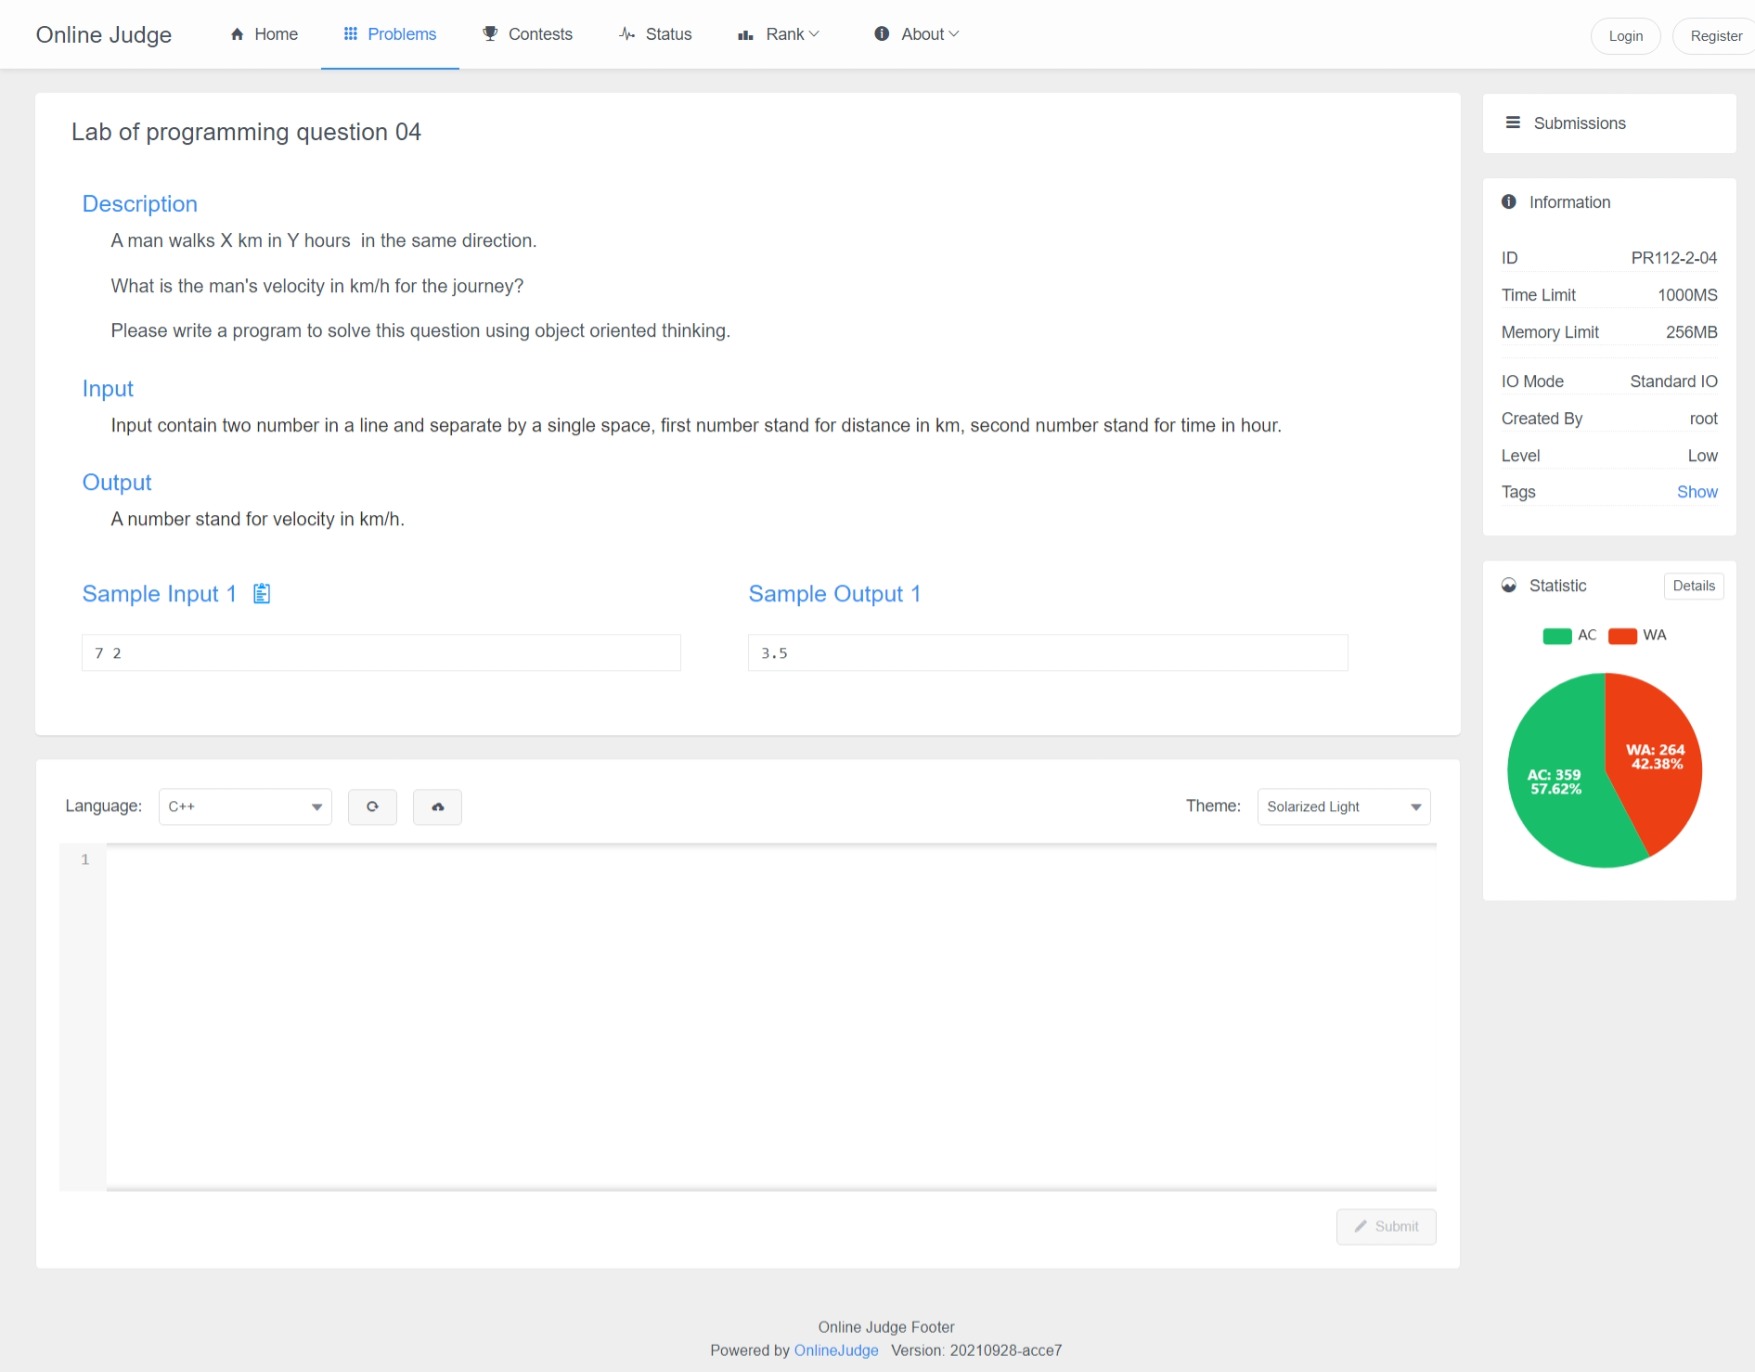 Online Judge
Home
Problems
Contests
Status
Rank
About
Login
Register
Lab of programming question 04
Description
A man walks X km in Y hours  in the same direction.
What is the man's velocity in km/h for the journey?
Please write a program to solve this question using object oriented thinking.
Input
Input contain two number in a line and separate by a single space, first number stand for distance in km, second number stand for time in hour.
Output
A number stand for velocity in km/h.
Sample Input 1
Sample Output 1
7 2
3.5
Language:
C++
Theme:
Solarized Light
1
Submit
Submissions
Information
ID PR112-2-04
Time Limit 1000MS
Memory Limit 256MB
IO Mode Standard IO
Created By root
Level Low
Tags Show
Statistic
Details
AC WA
WA: 264
42.38%
AC: 359
57.62%
Online Judge Footer
Powered by OnlineJudge Version: 20210928-acce7